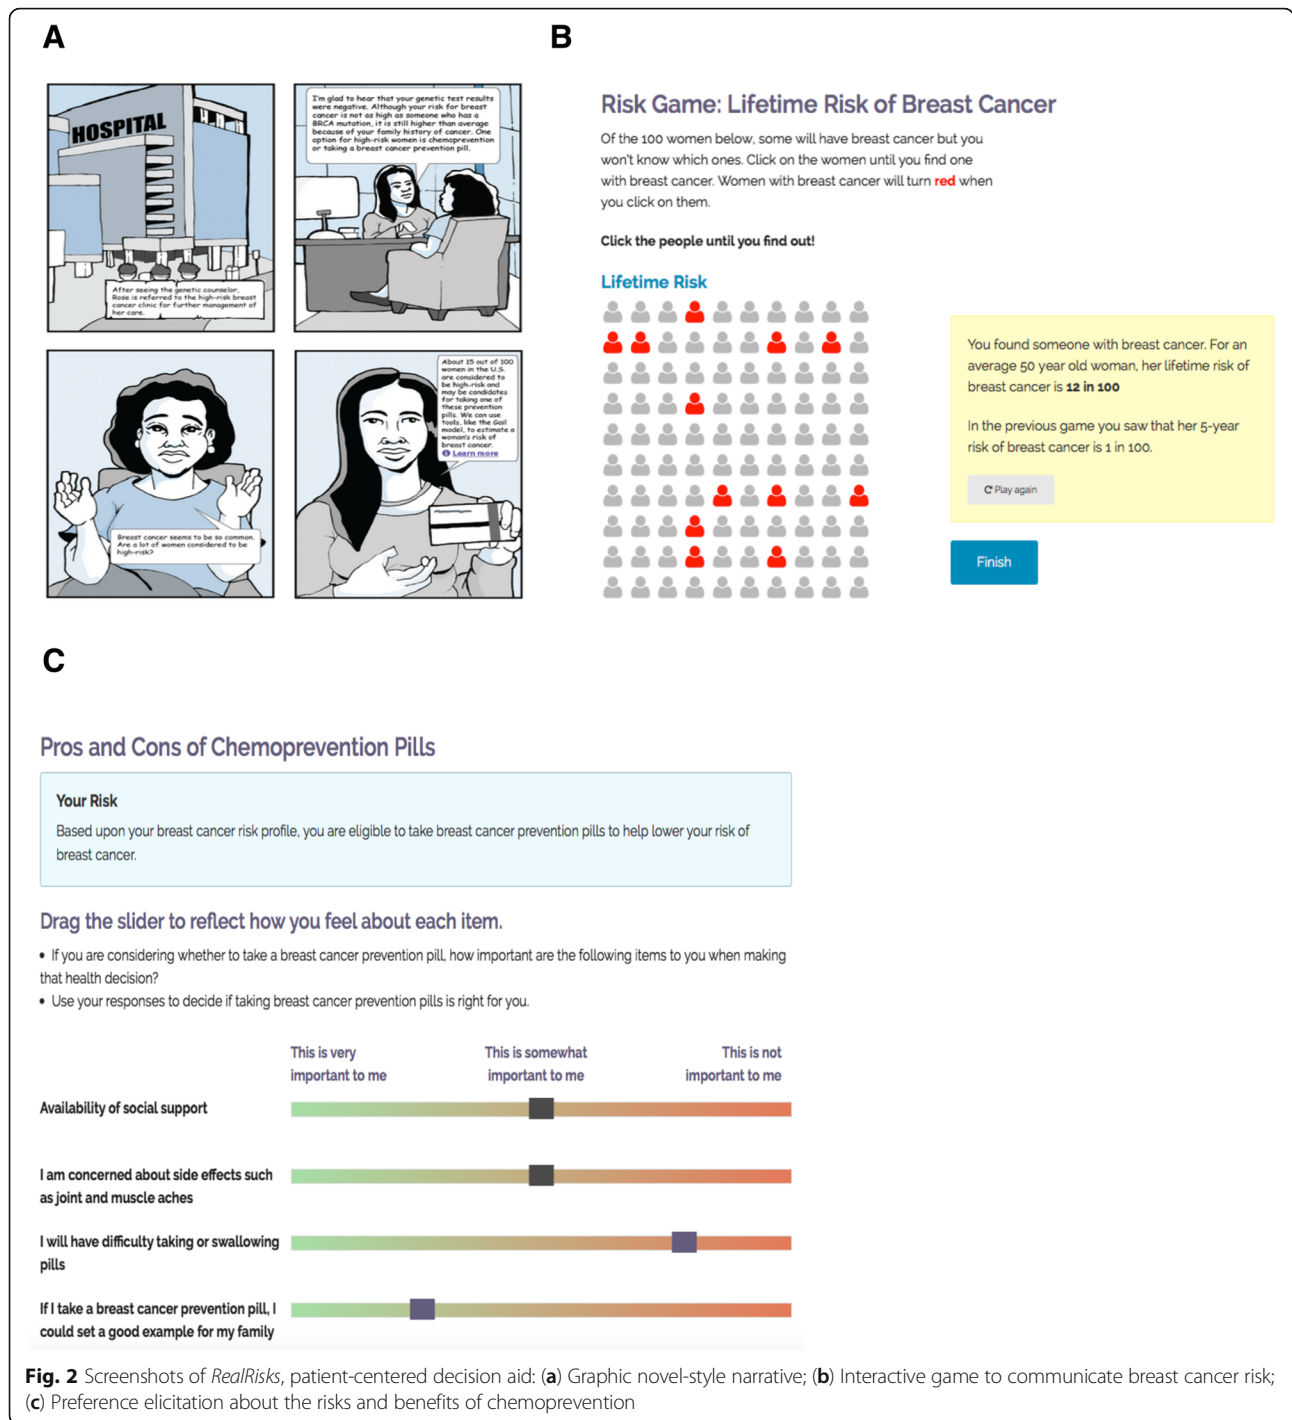 A
HOSPITAL
After seeing the genetic counselor,
Rose is referred to the high-risk breast
cancer clinic for further management of
her care.
I'm glad to hear that your genetic test results
were negative. Although your risk for breast
cancer is not as high as someone who has a
BRCA mutation, it is still higher than average
because of your family history of cancer. One
option for high-risk women is chemoprevention
or taking a breast cancer prevention pill.
Breast cancer seems to be so common.
Are a lot of women considered to be
high-risk?
About 15 out of 100
women in the U.S.
are considered to
be high-risk and
may be candidates
for taking one of
these prevention
pills. We can use
tools, like the Gail
model, to estimate a
woman's risk of
breast cancer.
Learn more
B
Risk Game: Lifetime Risk of Breast Cancer
Of the 100 women below, some will have breast cancer but you
won't know which ones. Click on the women until you find one
with breast cancer. Women with breast cancer will turn red when
you click on them.
Click the people until you find out!
Lifetime Risk
You found someone with breast cancer. For an
average 50 year old woman, her lifetime risk of
breast cancer is 12 in 100
In the previous game you saw that her 5-year
risk of breast cancer is 1 in 100.
Play again
Finish
C
Pros and Cons of Chemoprevention Pills
Your Risk
Based upon your breast cancer risk profile, you are eligible to take breast cancer prevention pills to help lower your risk of
breast cancer.
Drag the slider to reflect how you feel about each item.
• If you are considering whether to take a breast cancer prevention pill, how important are the following items to you when making
that health decision?
• Use your responses to decide if taking breast cancer prevention pills is right for you.
This is very
important to me
This is somewhat
important to me
This is not
important to me
Availability of social support
I am concerned about side effects such
as joint and muscle aches
I will have difficulty taking or swallowing
pills
If I take a breast cancer prevention pill, I
could set a good example for my family
Fig. 2 Screenshots of RealRisks, patient-centered decision aid: (a) Graphic novel-style narrative; (b) Interactive game to communicate breast cancer risk;
(c) Preference elicitation about the risks and benefits of chemoprevention